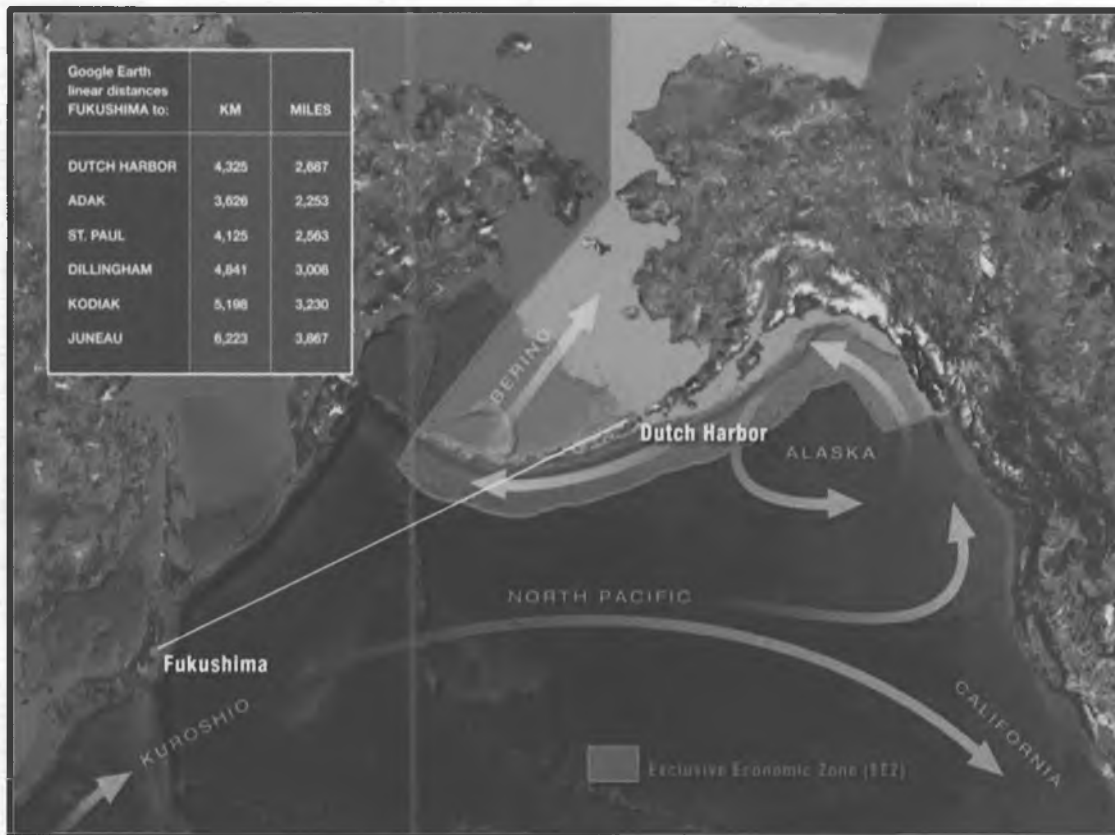 Google Earth
linear distances
FUKUSHIMA to: KM MILES
DUTCH HARBOR 4,325 2,687
ADAK 3,626 2,253
ST. PAUL 4,125 2,563
DILLINGHAM 4,841 3,008
KODIAK 5,198 3,230
JUNEAU 6,223 3,867
BERING
Dutch Harbor
ALASKA
NORTH PACIFIC
Fukushima
KUROSHIO
CALIFORNIA
Exclusive Economic Zone (EEZ)